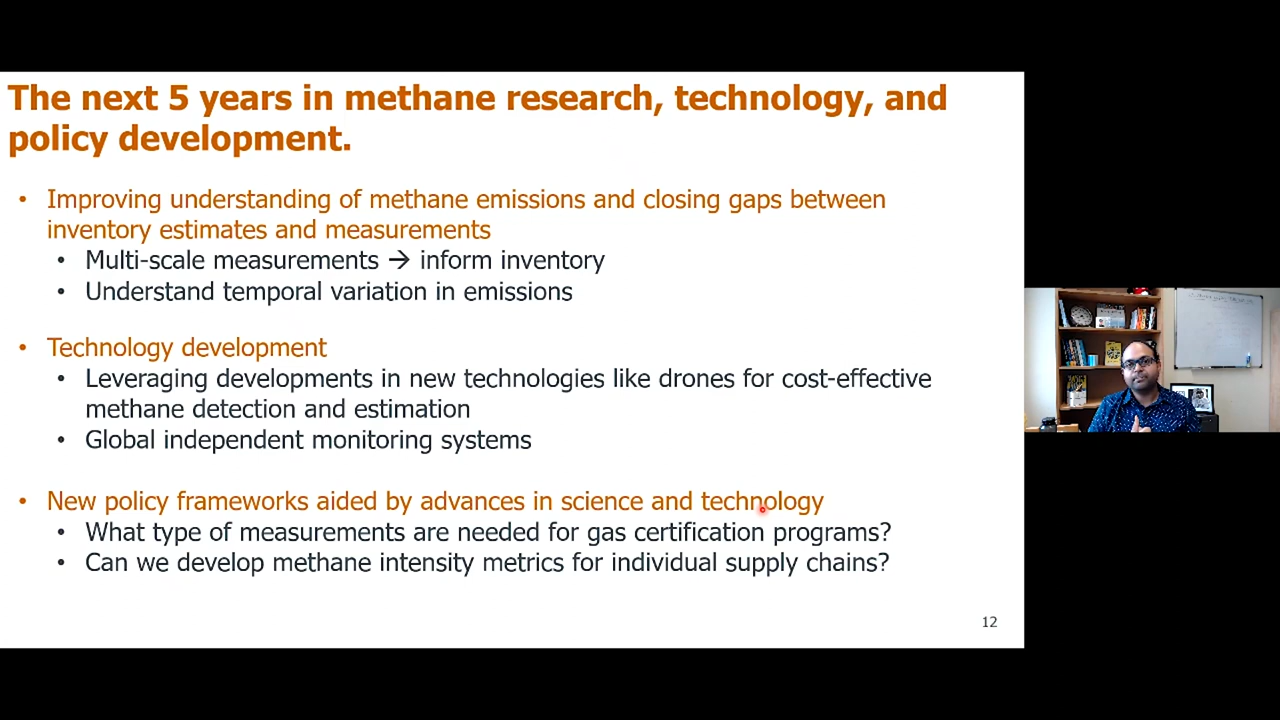 The next 5 years in methane research, technology, and
policy development.
• Improving understanding of methane emissions and closing gaps between
inventory estimates and measurements
• Multi-scale measurements → inform inventory
• Understand temporal variation in emissions
• Technology development
• Leveraging developments in new technologies like drones for cost-effective
methane detection and estimation
• Global independent monitoring systems
• New policy frameworks aided by advances in science and technology
• What type of measurements are needed for gas certification programs?
• Can we develop methane intensity metrics for individual supply chains?
12